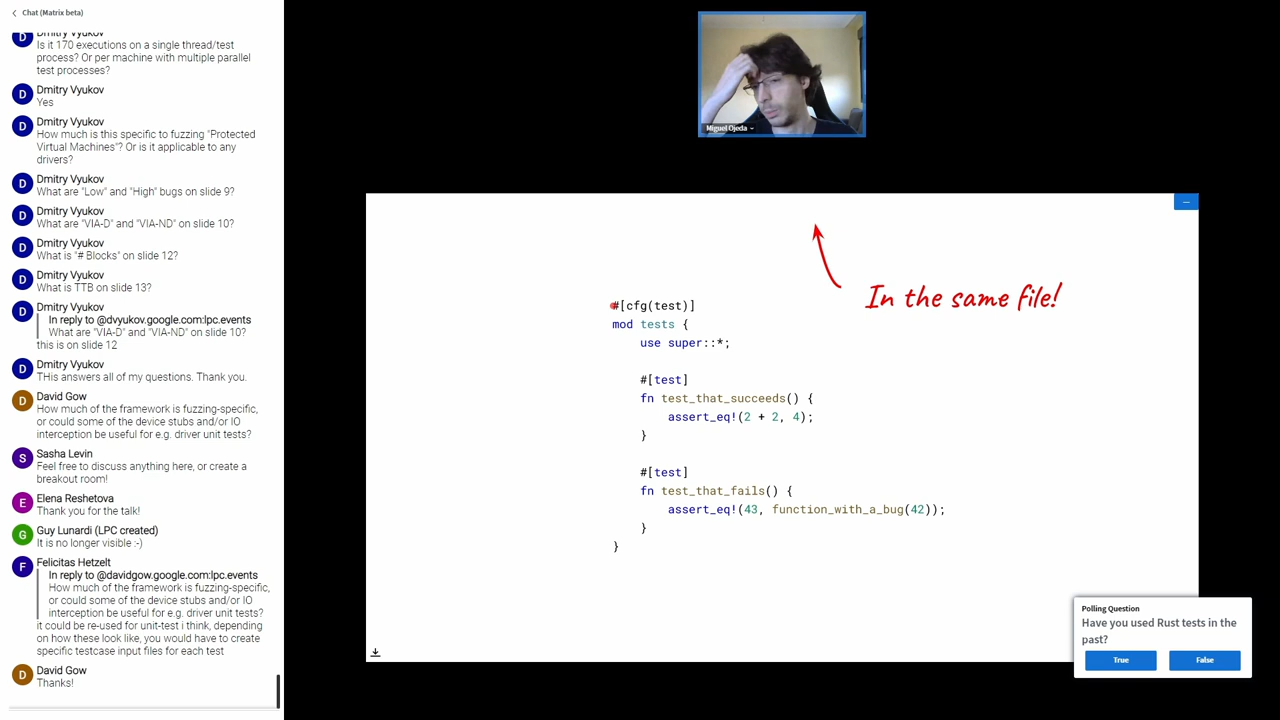 Chat (Matrix beta)
D
Dmitry Vyukov
Is it 170 executions on a single thread/test
process? Or per machine with multiple parallel
test processes?
D
Dmitry Vyukov
Yes
D
Dmitry Vyukov
How much is this specific to fuzzing "Protected
Virtual Machines"? Or is it applicable to any
drivers?
D
Dmitry Vyukov
What are "Low" and "High" bugs on slide 9?
D
Dmitry Vyukov
What are "VIA-D" and "VIA-ND" on slide 10?
D
Dmitry Vyukov
What is "# Blocks" on slide 12?
D
Dmitry Vyukov
What is TTB on slide 13?
D
Dmitry Vyukov
In reply to @dvyukov.google.com:lpc.events
What are "VIA-D" and "VIA-ND" on slide 10?
this is on slide 12
D
Dmitry Vyukov
THis answers all of my questions. Thank you.
D
David Gow
How much of the framework is fuzzing-specific,
or could some of the device stubs and/or IO
interception be useful for e.g. driver unit tests?
S
Sasha Levin
Feel free to discuss anything here, or create a
breakout room!
E
Elena Reshetova
Thank you for the talk!
G
Guy Lunardi (LPC created)
It is no longer visible :-)
F
Felicitas Hetzelt
In reply to @davidgow.google.com:lpc.events
How much of the framework is fuzzing-specific,
or could some of the device stubs and/or IO
interception be useful for e.g. driver unit tests?
it could be re-used for unit-test i think, depending
on how these look like, you would have to create
specific testcase input files for each test
D
David Gow
Thanks!
Miguel Ojeda
In the same file!
#[cfg(test)]
mod tests {
    use super::*;
    #[test]
    fn test_that_succeeds() {
        assert_eq!(2 + 2, 4);
    }
    #[test]
    fn test_that_fails() {
        assert_eq!(43, function_with_a_bug(42));
    }
}
Polling Question
Have you used Rust tests in the
past?
True
False